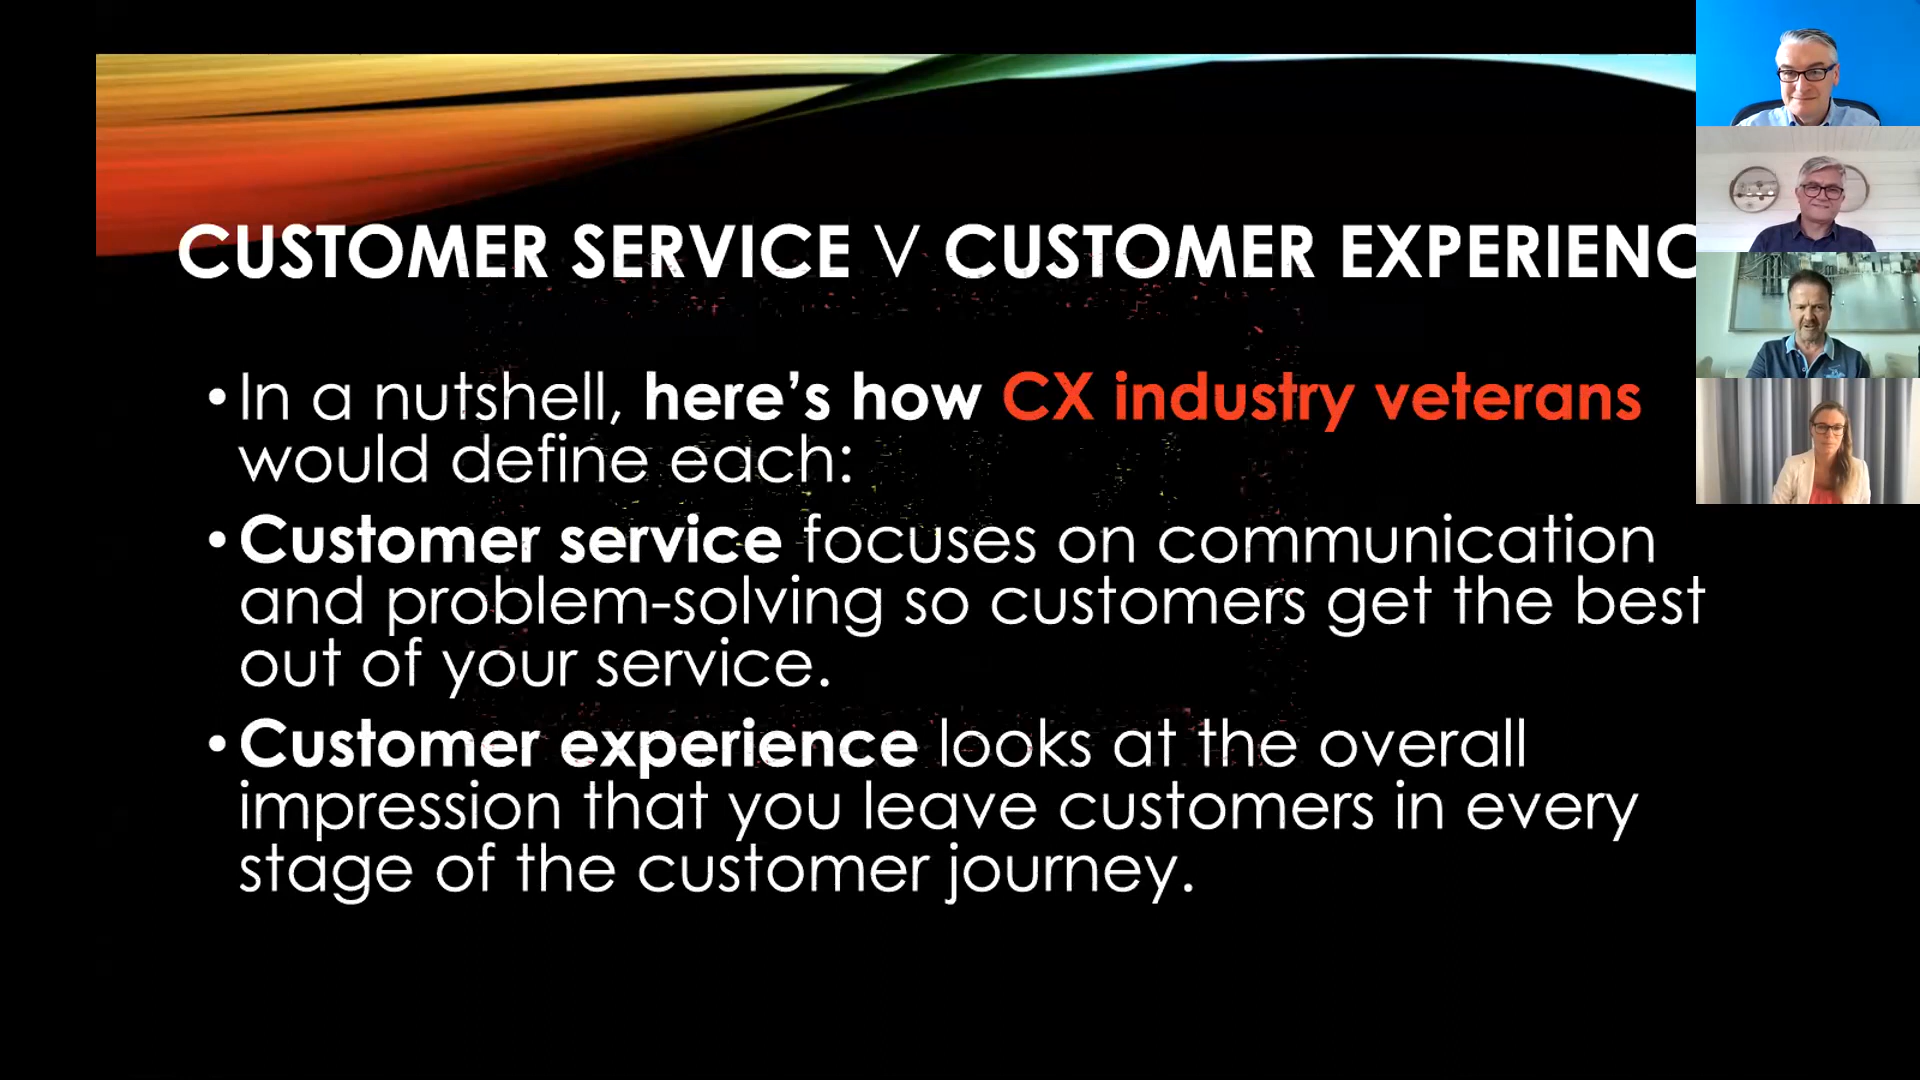 CUSTOMER SERVICE V CUSTOMER EXPERIENC
•In a nutshell, here’s how CX industry veterans
would define each:
•Customer service focuses on communication
and problem-solving so customers get the best
out of your service.
•Customer experience looks at the overall
impression that you leave customers in every
stage of the customer journey.